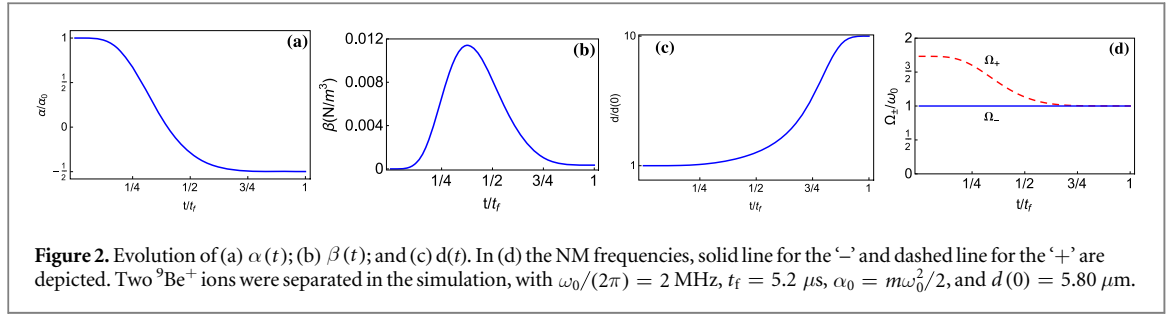 (a)
1
1/2
0
−1/2
α/α₀
1/4 1/2 3/4 1
t/t_f
(b)
0.012
0.008
0.004
0
β(N/m³)
1/4 1/2 3/4 1
t/t_f
(c)
10
1
d/d(0)
1/4 1/2 3/4 1
t/t_f
(d)
2
3/2
1
1/2
0
Ω±/ω₀
Ω₊
Ω₋
1/4 1/2 3/4 1
t/t_f
Figure 2. Evolution of (a) α(t); (b) β(t); and (c) d(t). In (d) the NM frequencies, solid line for the ‘−’ and dashed line for the ‘+’ are
depicted. Two ⁹Be⁺ ions were separated in the simulation, with ω₀/(2π) = 2 MHz, t_f = 5.2 μs, α₀ = mω₀²/2, and d(0) = 5.80 μm.